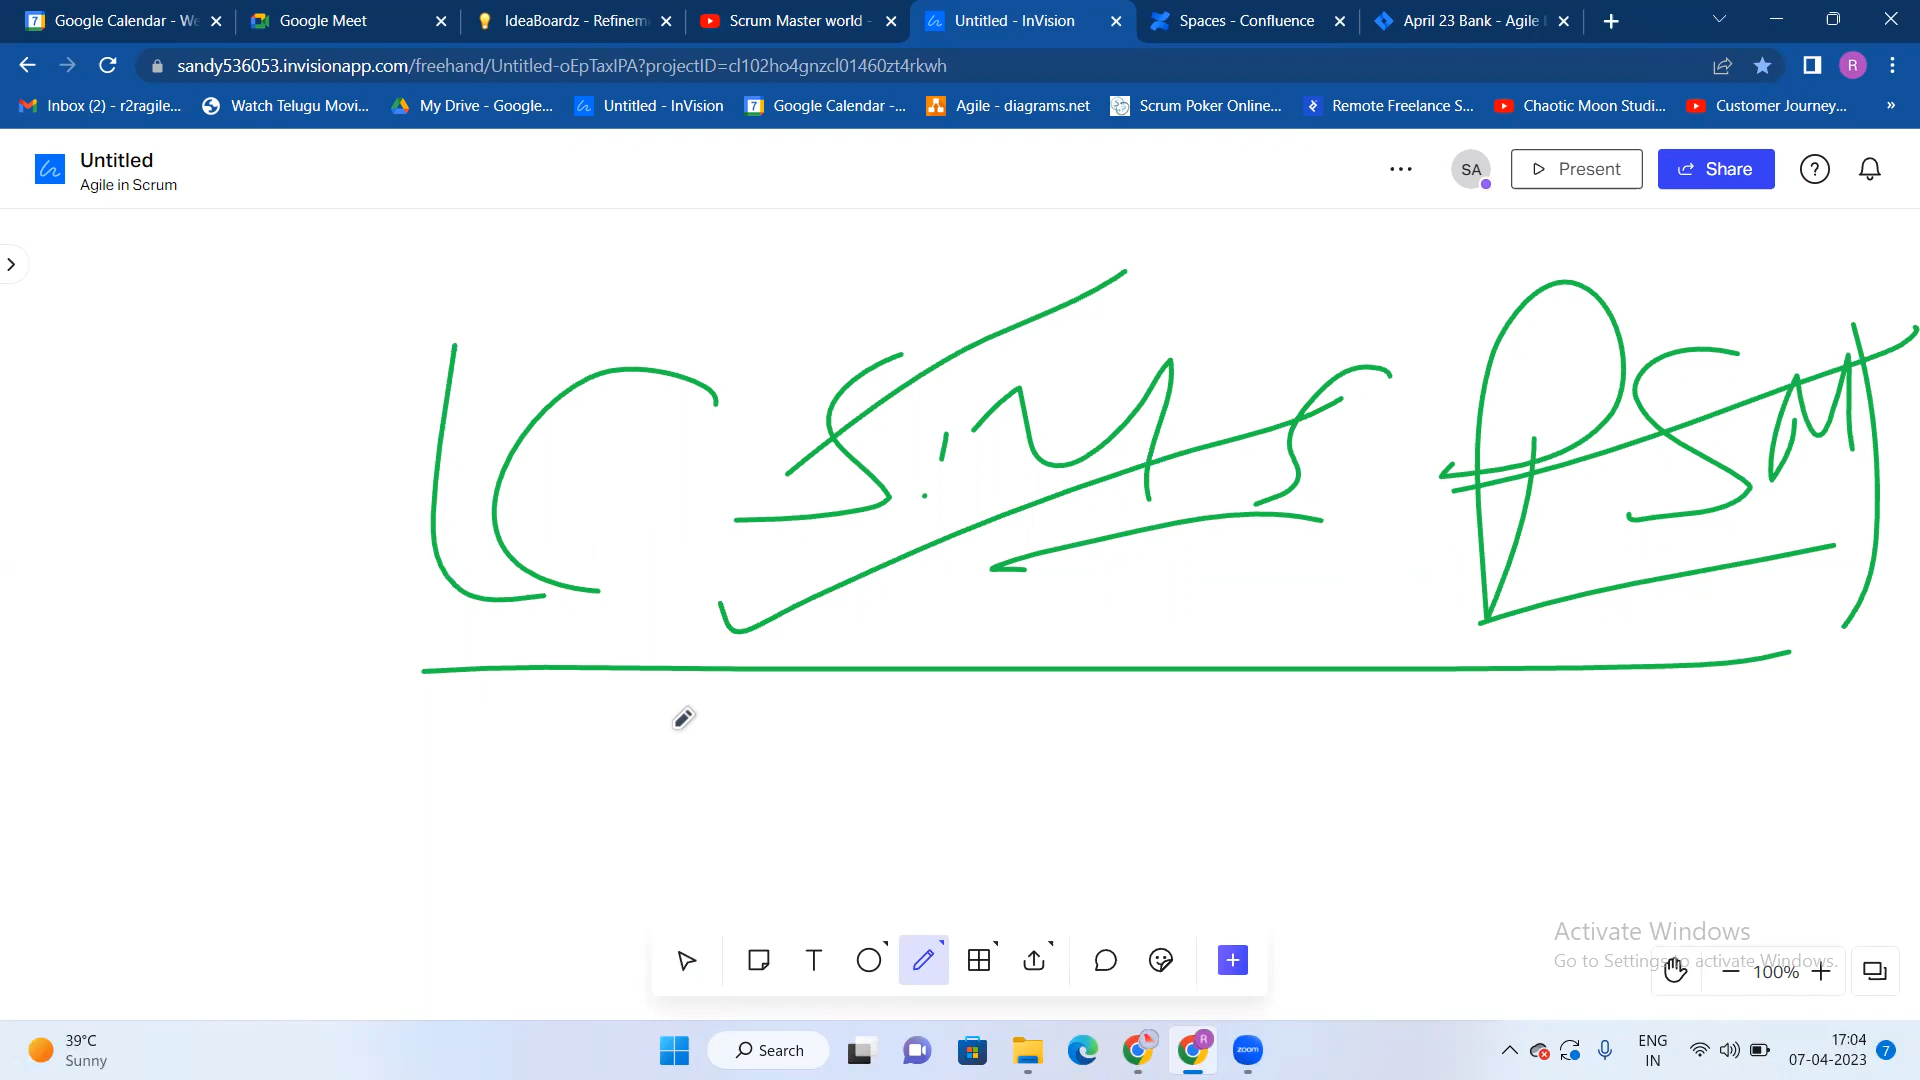 Google Calendar - We
Google Meet
IdeaBoardz - Refinem
Scrum Master world -
Untitled - InVision
Spaces - Confluence
April 23 Bank - Agile
sandy536053.invisionapp.com/freehand/Untitled-oEpTaxIPA?projectID=cl102ho4gnzcl01460zt4rkwh
R
Inbox (2) - r2ragile...
Watch Telugu Movi...
My Drive - Google...
Untitled - InVision
Google Calendar -...
Agile - diagrams.net
Scrum Poker Online...
Remote Freelance S...
Chaotic Moon Studi...
Customer Journey...
»
Untitled
Agile in Scrum
SA
Present
Share
PSM
Activate Windows
Go to Settings to activate Windows.
100%
39°C
Sunny
Search
zoom
ENG
IN
17:04
07-04-2023
7